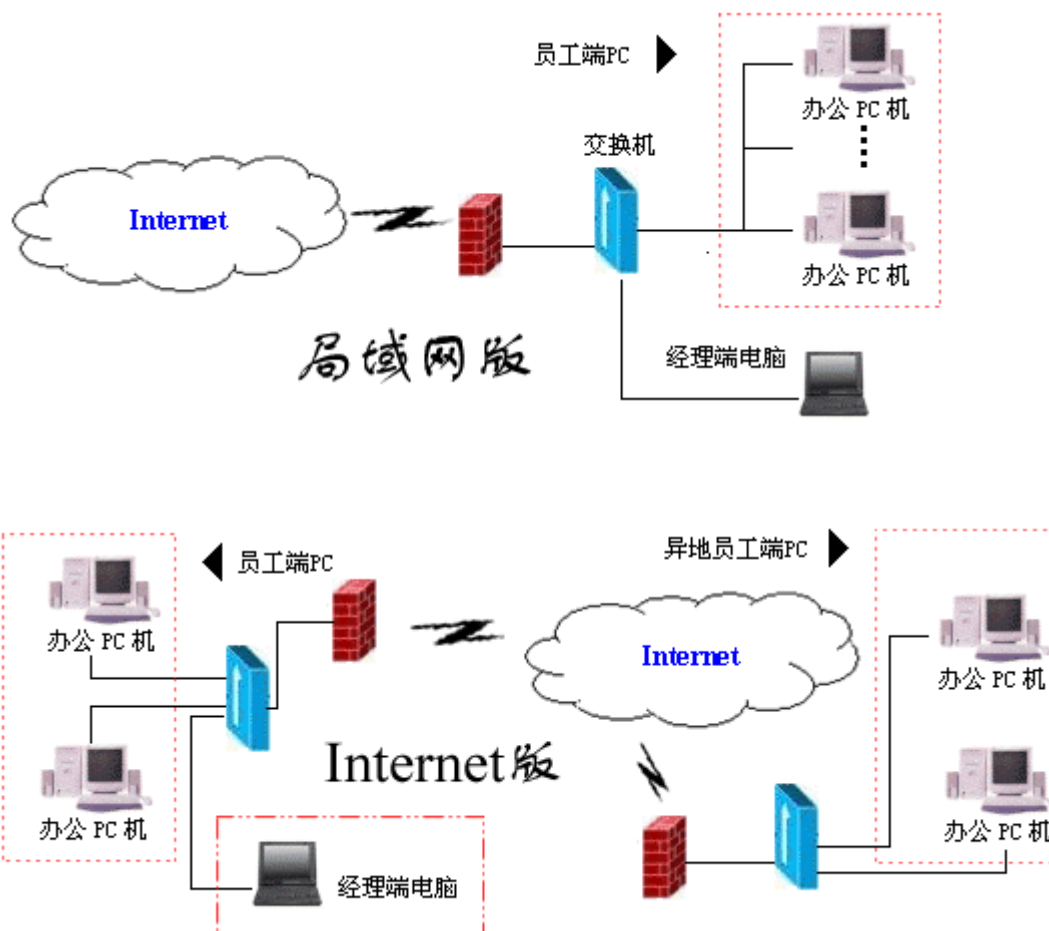 员工端PC
办公 PC 机
交换机
Internet
办公 PC 机
局域网版
经理端电脑
员工端PC
异地员工端PC
办公 PC 机
Internet
办公 PC 机
Internet版
办公 PC 机
办公 PC 机
经理端电脑